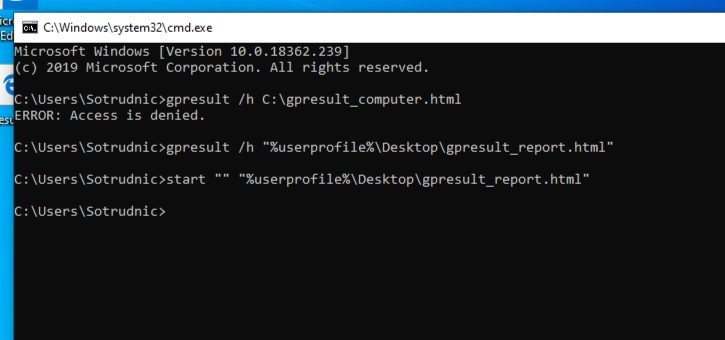 C:\Windows\system32\cmd.exe
Microsoft Windows [Version 10.0.18362.239]
(c) 2019 Microsoft Corporation. All rights reserved.
C:\Users\Sotrudnic>gpresult /h C:\gpresult_computer.html
ERROR: Access is denied.
C:\Users\Sotrudnic>gpresult /h "%userprofile%\Desktop\gpresult_report.html"
C:\Users\Sotrudnic>start "" "%userprofile%\Desktop\gpresult_report.html"
C:\Users\Sotrudnic>